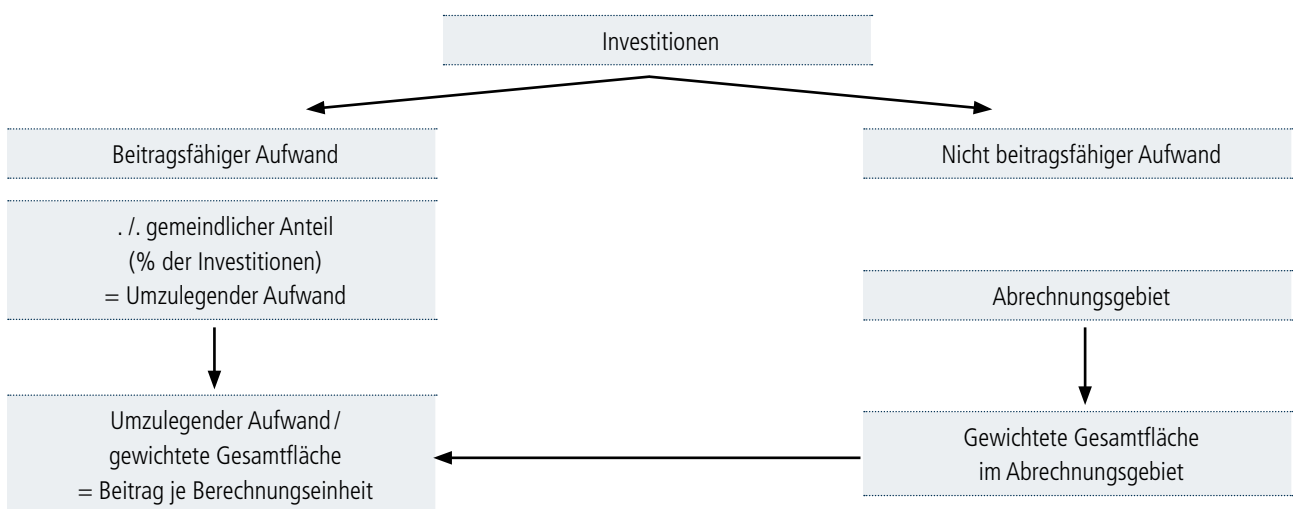 Investitionen
Beitragsfähiger Aufwand
Nicht beitragsfähiger Aufwand
. /. gemeindlicher Anteil
(% der Investitionen)
= Umzulegender Aufwand
Abrechnungsgebiet
Umzulegender Aufwand /
gewichtete Gesamtfläche
= Beitrag je Berechnungseinheit
Gewichtete Gesamtfläche
im Abrechnungsgebiet